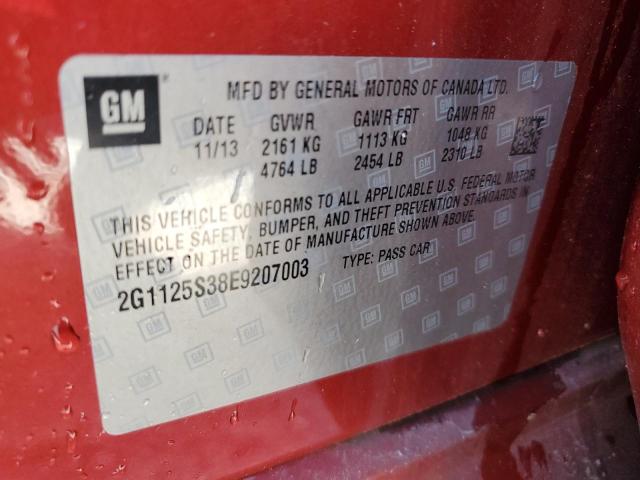 GM
MFD BY GENERAL MOTORS OF CANADA LTD.
DATE GVWR GAWR FRT GAWR RR
11/13 2161 KG 1113 KG 1048 KG
4764 LB 2454 LB 2310 LB
THIS VEHICLE CONFORMS TO ALL APPLICABLE U.S. FEDERAL MOTOR
VEHICLE SAFETY, BUMPER, AND THEFT PREVENTION STANDARDS IN
EFFECT ON THE DATE OF MANUFACTURE SHOWN ABOVE.
2G1125S38E9207003 TYPE: PASS CAR